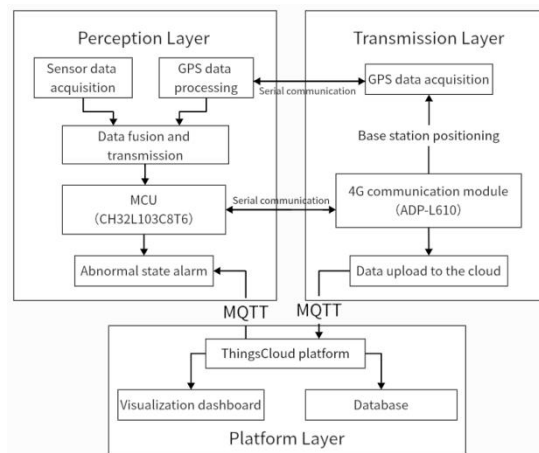 Perception Layer
Transmission Layer
Sensor data
acquisition
GPS data
processing
Serial communication
GPS data acquisition
Base station positioning
Data fusion and
transmission
MCU
（CH32L103C8T6）
Serial communication
4G communication module
（ADP-L610）
Abnormal state alarm
Data upload to the cloud
MQTT
MQTT
ThingsCloud platform
Visualization dashboard
Database
Platform Layer